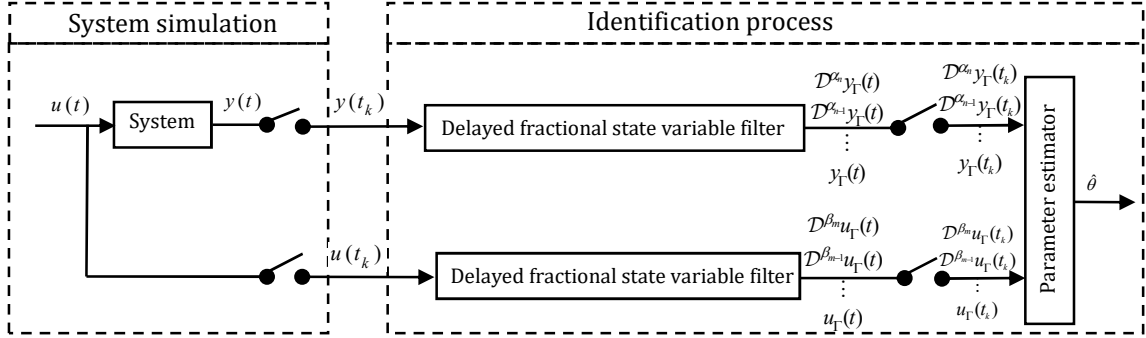 System simulation
Identification process
u(t)
System
y(t)
y(t_k)
Delayed fractional state variable filter
𝒟^{α_n} y_Γ(t)
𝒟^{α_{n-1}} y_Γ(t)
⋮
y_Γ(t)
𝒟^{α_n} y_Γ(t_k)
𝒟^{α_{n-1}} y_Γ(t_k)
⋮
y_Γ(t_k)
u(t_k)
Delayed fractional state variable filter
𝒟^{β_m} u_Γ(t)
𝒟^{β_{m-1}} u_Γ(t)
⋮
u_Γ(t)
𝒟^{β_m} u_Γ(t_k)
𝒟^{β_{m-1}} u_Γ(t_k)
⋮
u_Γ(t_k)
Parameter estimator
θ̂